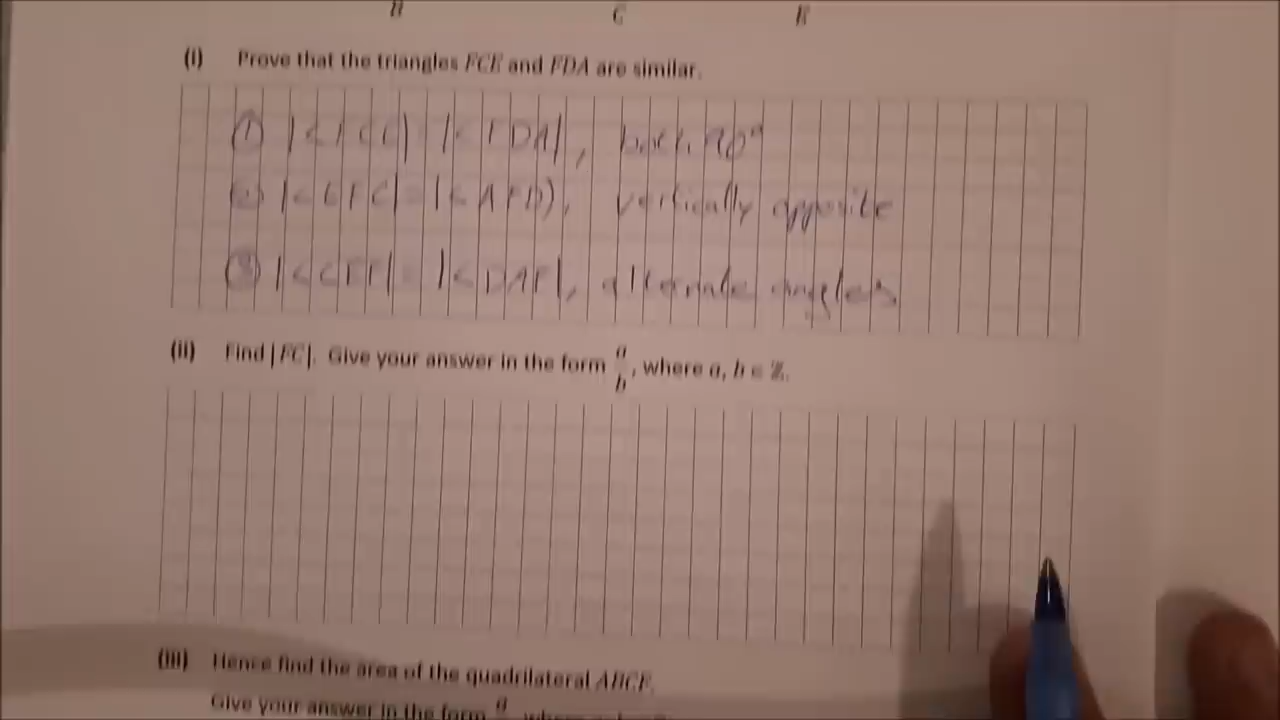 B C E
(i) Prove that the triangles FCE and FDA are similar.
① |<FCE| = |<FDA|, both 90°
② |<EFC| = |<AFD|, vertically opposite
③ |<CEF| = |<DAF|, alternate angles
(ii) Find |FC|. Give your answer in the form a/b, where a, b ∈ ℤ.
(iii) Hence find the area of the quadrilateral ABCF.
Give your answer in the form